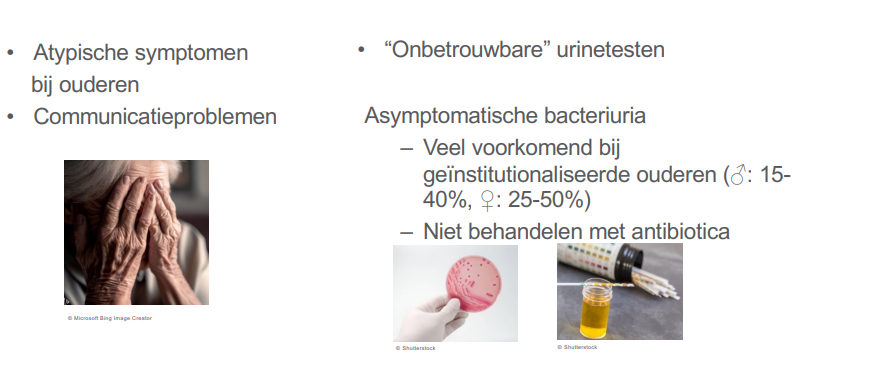 • Atypische symptomen
bij ouderen
• Communicatieproblemen
© Microsoft Bing Image Creator
• “Onbetrouwbare” urinetesten
Asymptomatische bacteriuria
– Veel voorkomend bij
geïnstitutionaliseerde ouderen (♂: 15-
40%, ♀: 25-50%)
– Niet behandelen met antibiotica
© Shutterstock
© Shutterstock